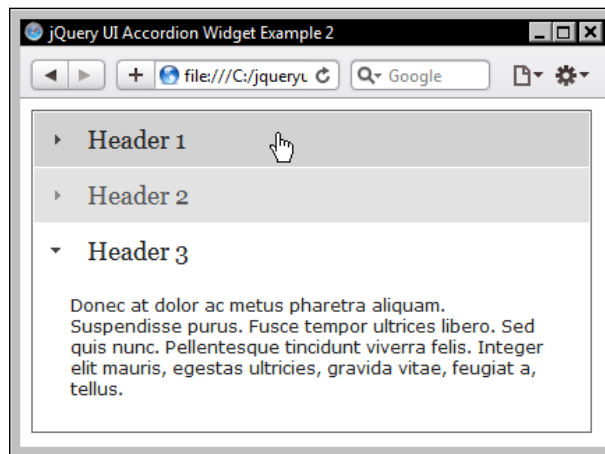 jQuery UI Accordion Widget Example 2
file:///C:/jqueryu
Google
Header 1
Header 2
Header 3
Donec at dolor ac metus pharetra aliquam.
Suspendisse purus. Fusce tempor ultrices libero. Sed
quis nunc. Pellentesque tincidunt viverra felis. Integer
elit mauris, egestas ultricies, gravida vitae, feugiat a,
tellus.